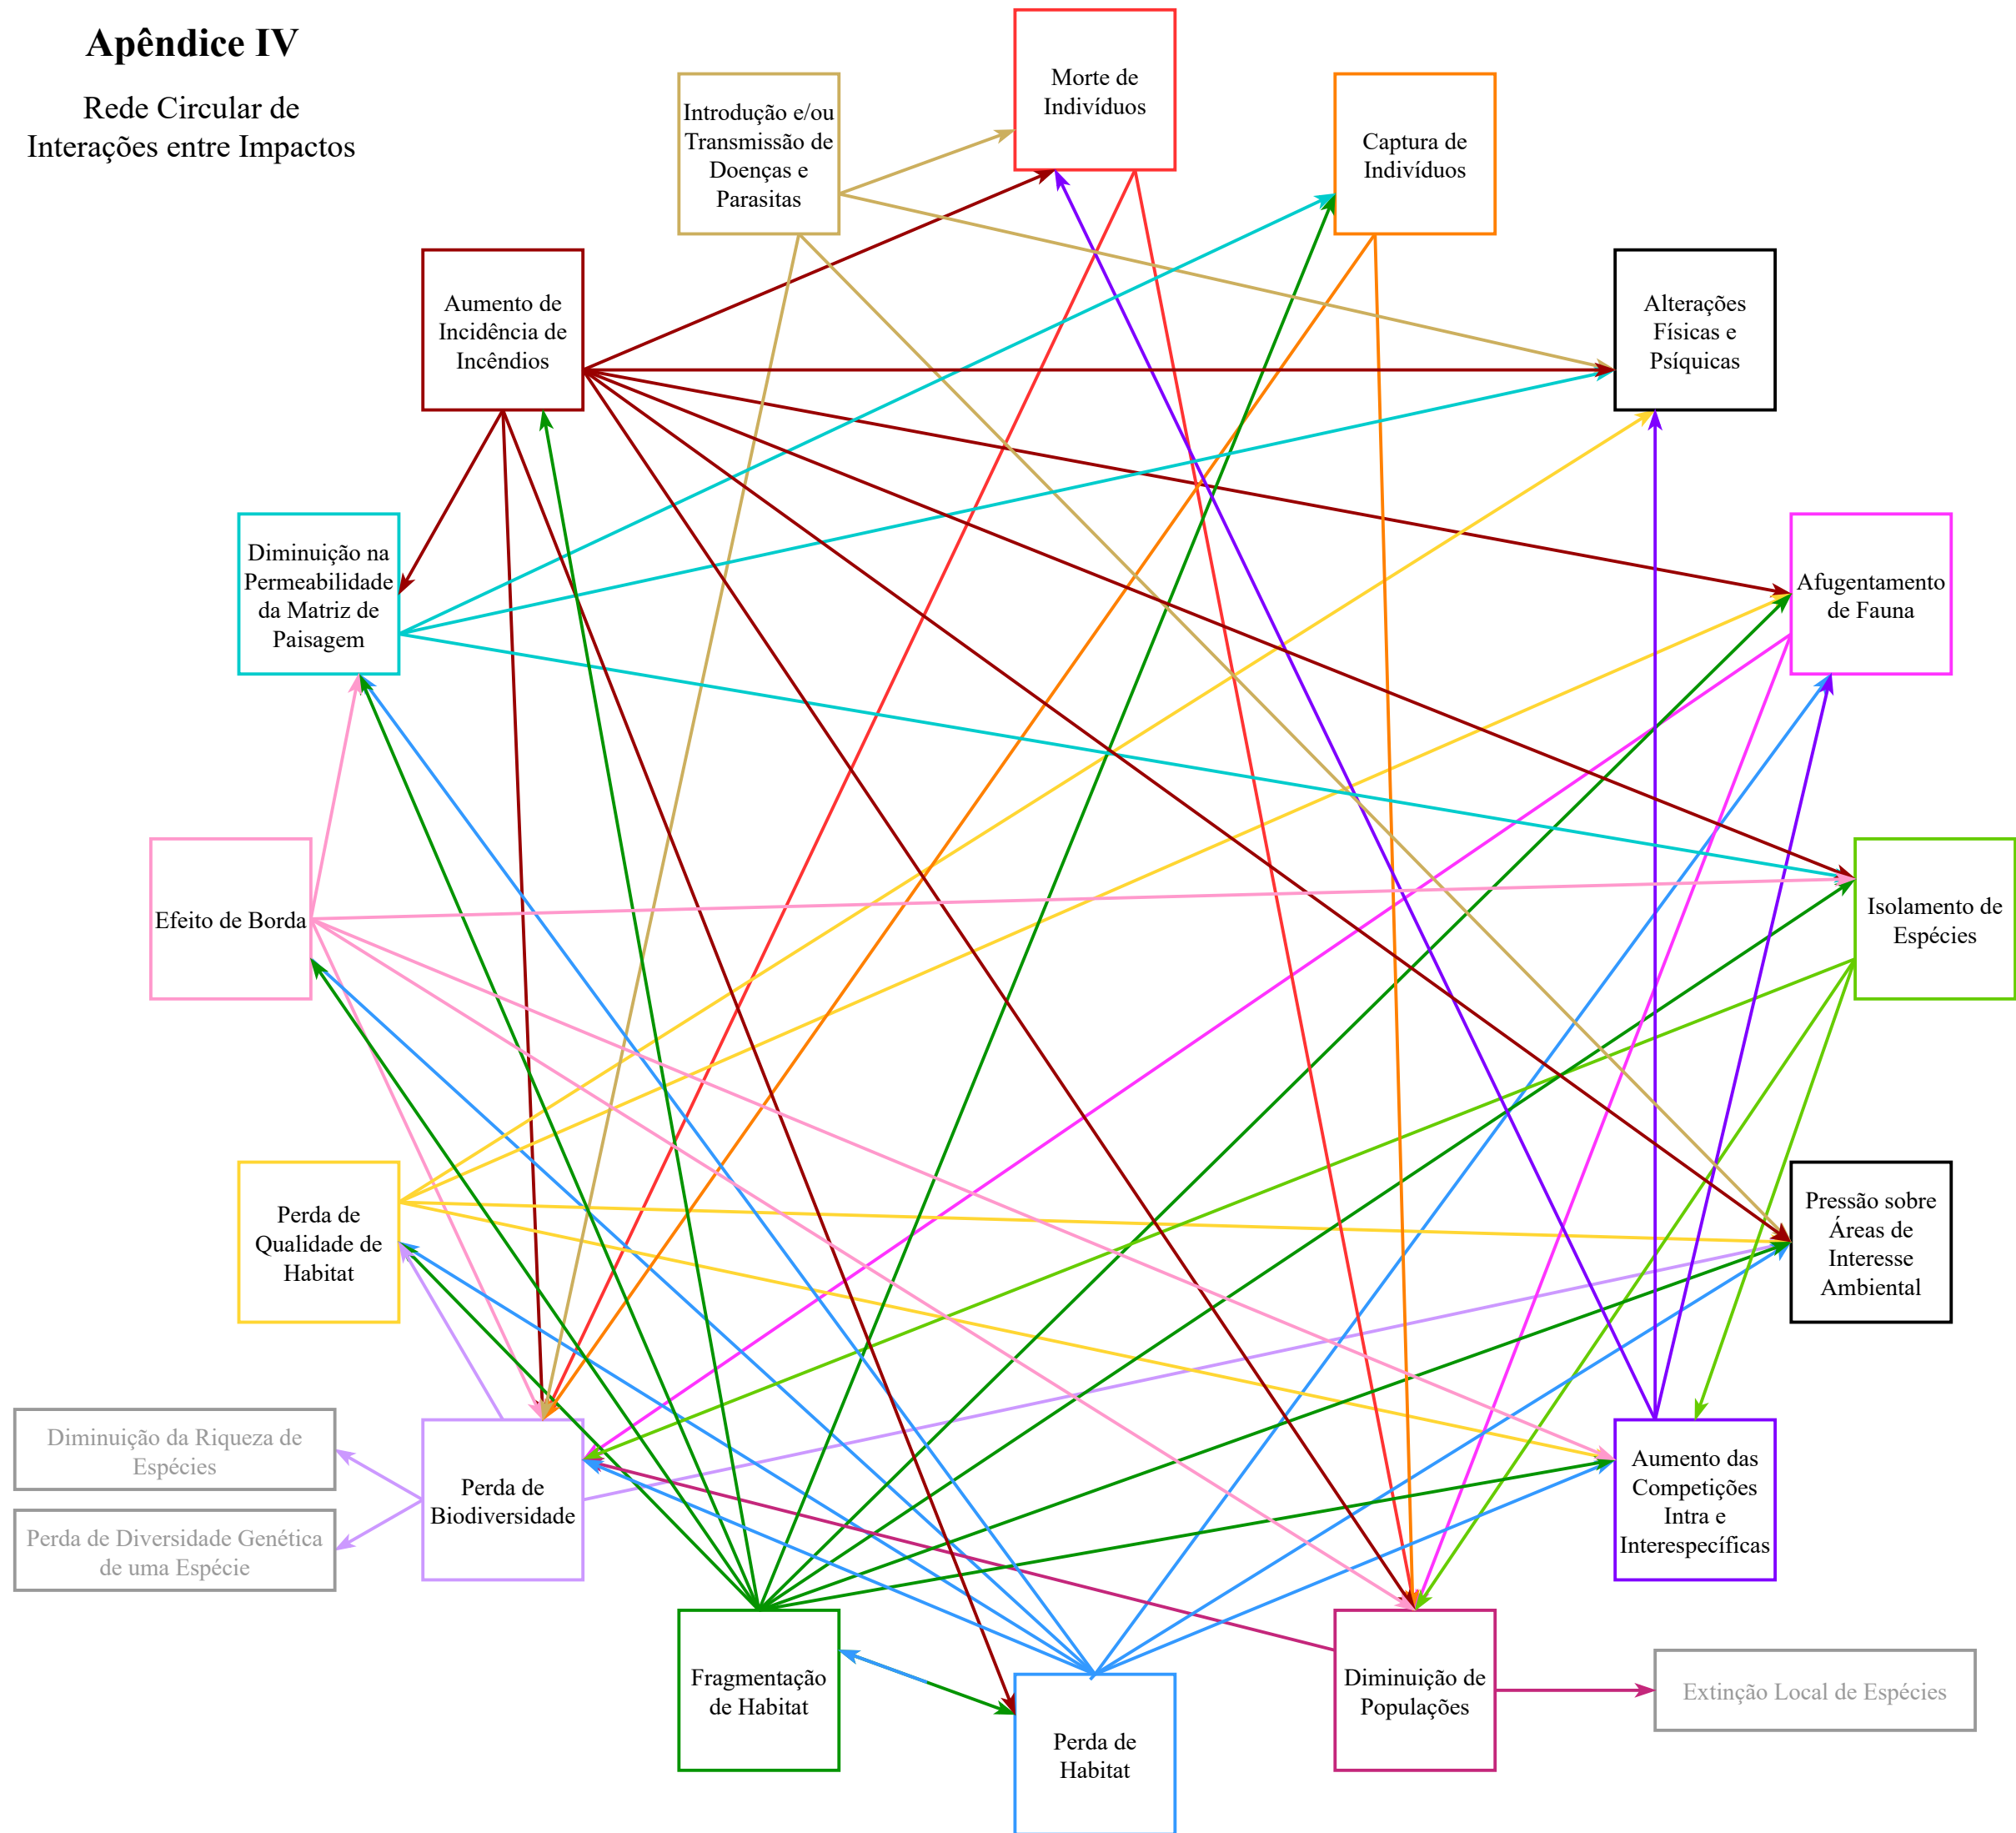 Apêndice IV
Rede Circular de
Interações entre Impactos
Morte de
Indivíduos
Introdução e/ou
Transmissão de
Doenças e
Parasitas
Captura de
Indivíduos
Aumento de
Incidência de
Incêndios
Alterações
Físicas e
Psíquicas
Diminuição na
Permeabilidade
da Matriz de
Paisagem
Afugentamento
de Fauna
Efeito de Borda
Isolamento de
Espécies
Perda de
Qualidade de
Habitat
Pressão sobre
Áreas de
Interesse
Ambiental
Diminuição da Riqueza de
Espécies
Perda de Diversidade Genética
de uma Espécie
Perda de
Biodiversidade
Aumento das
Competições
Intra e
Interespecíficas
Fragmentação
de Habitat
Perda de
Habitat
Diminuição de
Populações
Extinção Local de Espécies